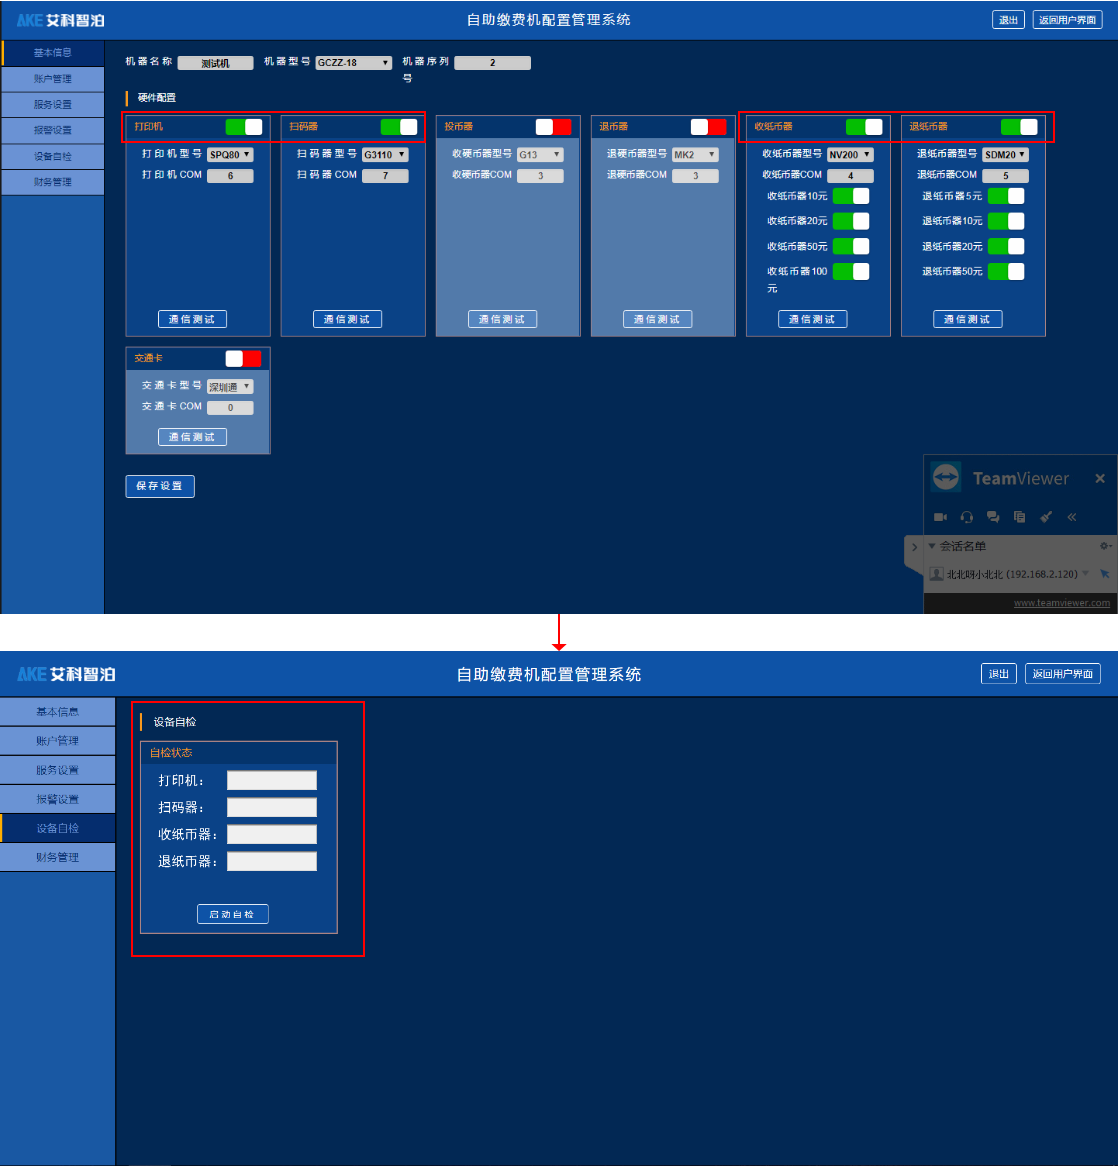 AKE 艾科智泊
自助缴费机配置管理系统
退出
返回用户界面
基本信息
账户管理
服务设置
报警设置
设备自检
财务管理
机器名称 测试机 机器型号 GCZZ-18 机器序列号 2
硬件配置
打印机
打印机型号 SPQ80
打印机COM 6
通信测试
扫码器
扫码器型号 G3110
扫码器COM 7
通信测试
投币器
收硬币器型号 G13
收硬币器COM 3
通信测试
退币器
退硬币器型号 MK2
退硬币器COM 3
通信测试
收纸币器
收纸币器型号 NV200
收纸币器COM 4
收纸币器10元
收纸币器20元
收纸币器50元
收纸币器100
元
通信测试
退纸币器
退纸币器型号 SDM20
退纸币器COM 5
退纸币器5元
退纸币器10元
退纸币器20元
退纸币器50元
通信测试
交通卡
交通卡型号 深圳通
交通卡COM 0
通信测试
保存设置
TeamViewer
会话名单
北北呀小北北 (192.168.2.120)
www.teamviewer.com
AKE 艾科智泊
自助缴费机配置管理系统
退出
返回用户界面
基本信息
账户管理
服务设置
报警设置
设备自检
财务管理
设备自检
自检状态
打印机：
扫码器：
收纸币器：
退纸币器：
启动自检